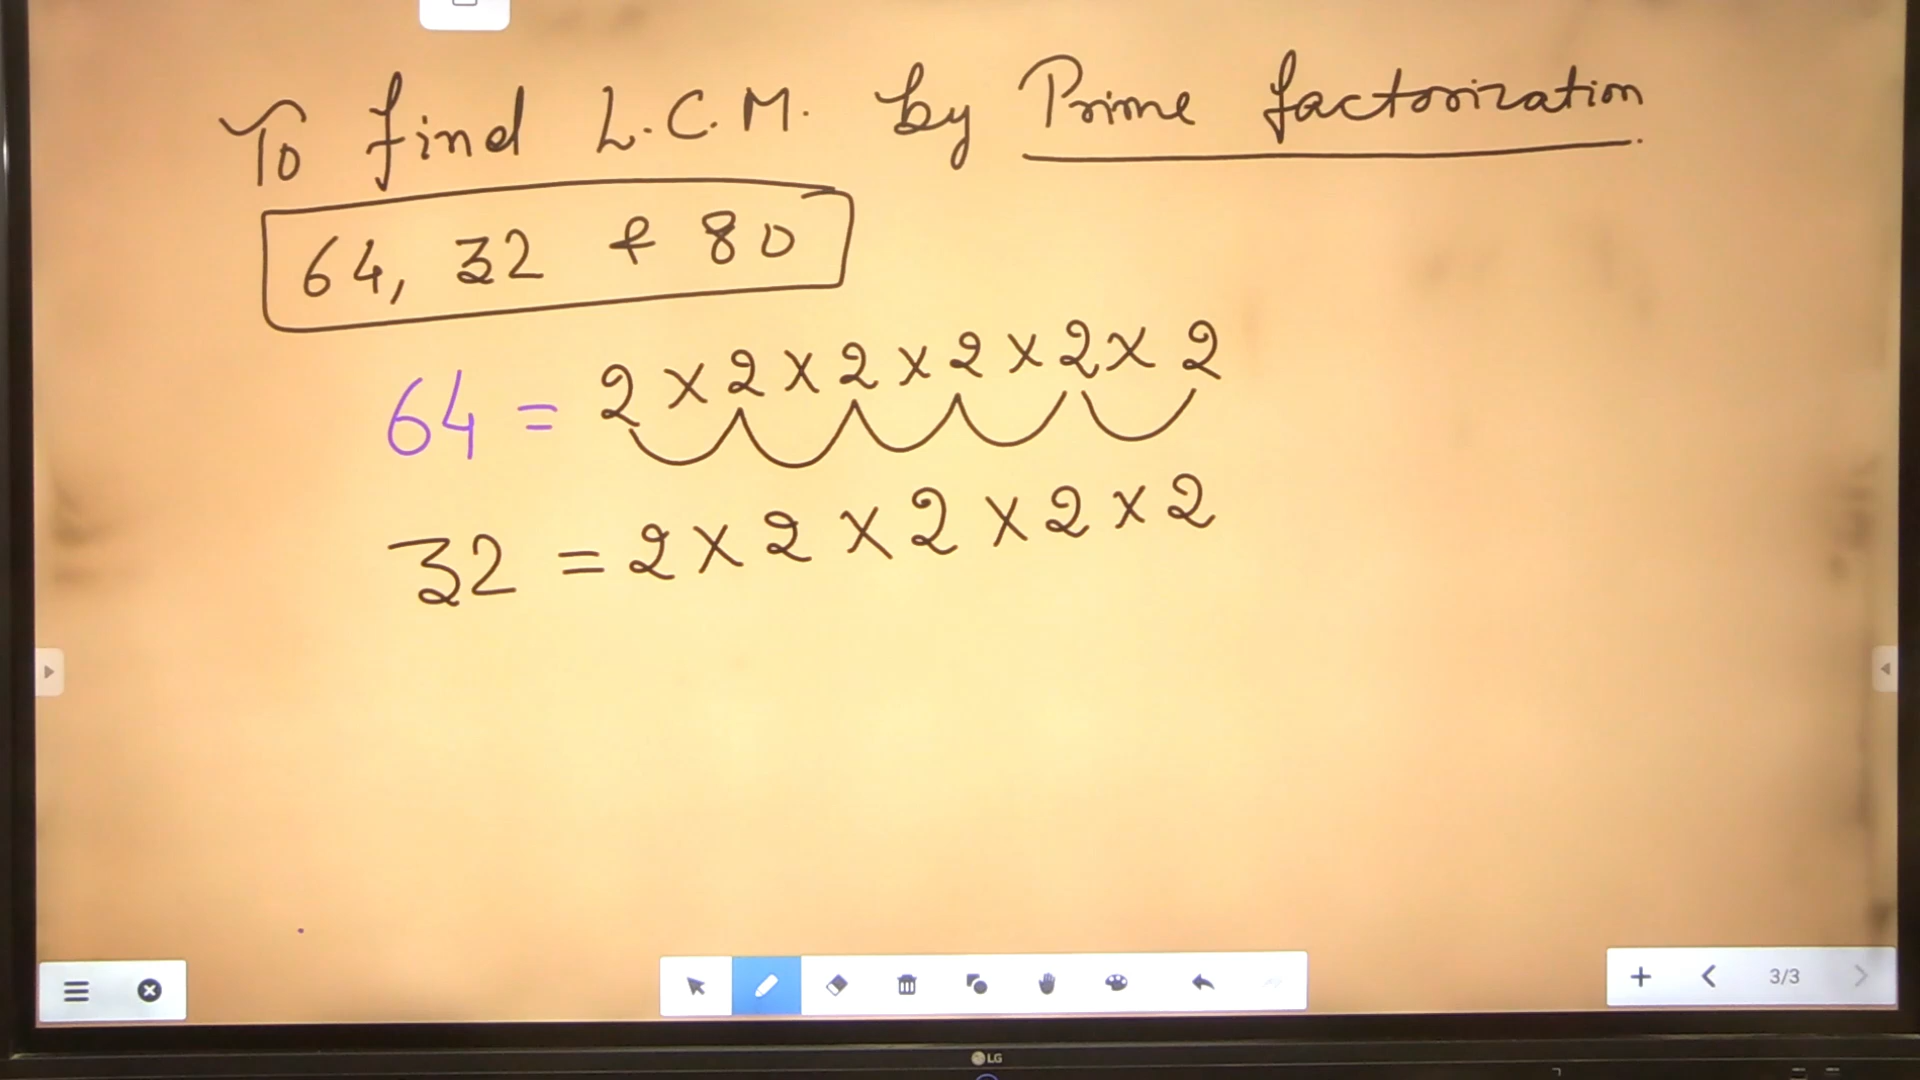 To find L.C.M. by Prime factorization.
64, 32 & 80
64 = 2 × 2 × 2 × 2 × 2 × 2
32 = 2 × 2 × 2 × 2 × 2
3/3
LG